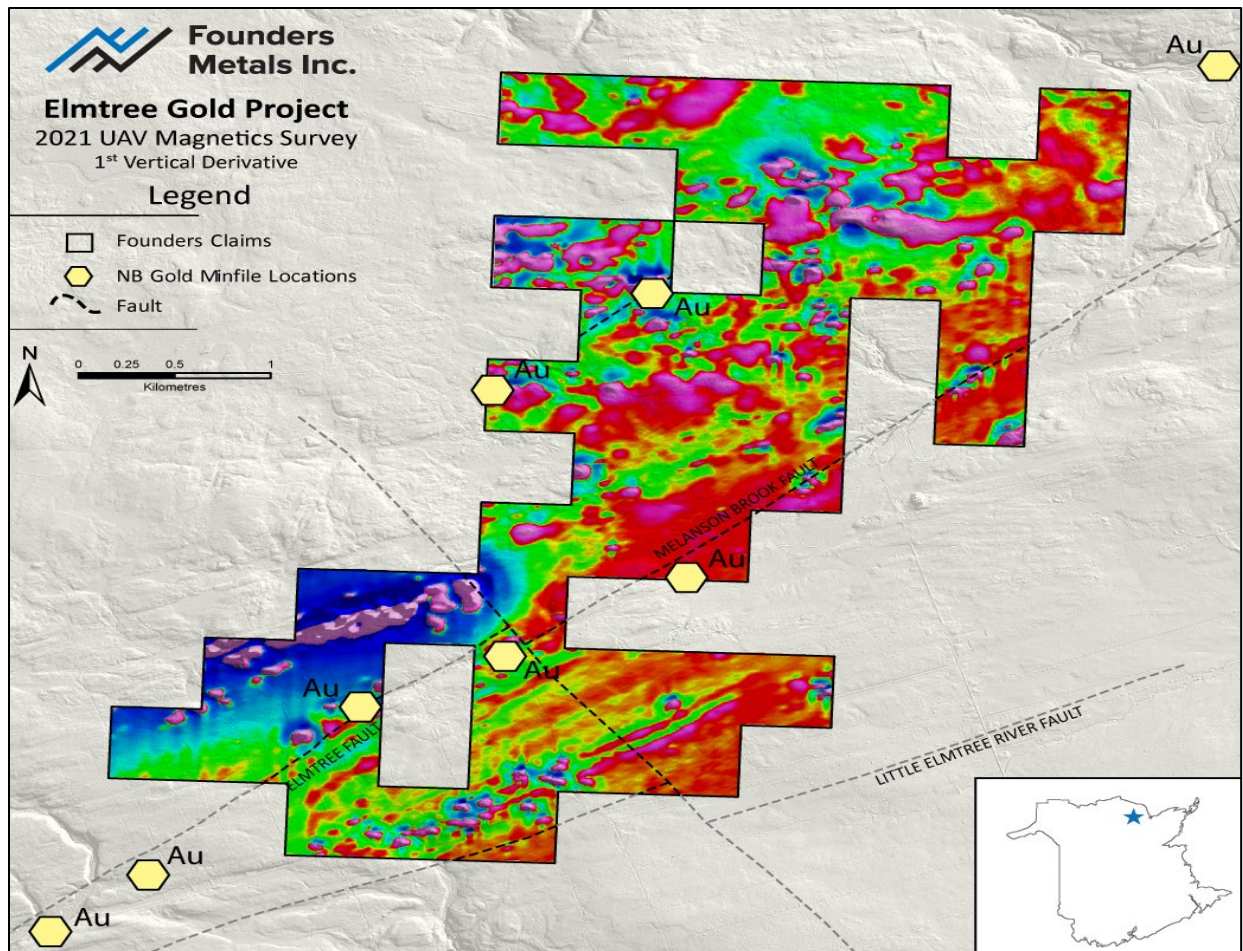 Founders
Metals Inc.
Elmtree Gold Project
2021 UAV Magnetics Survey
1st Vertical Derivative
Legend
Founders Claims
NB Gold Minfile Locations
Fault
N
0 0.25 0.5 1
Kilometres
Au
Au
Au
MELANSON BROOK FAULT
Au
Au
Au
ELMTREE FAULT
LITTLE ELMTREE RIVER FAULT
Au
Au